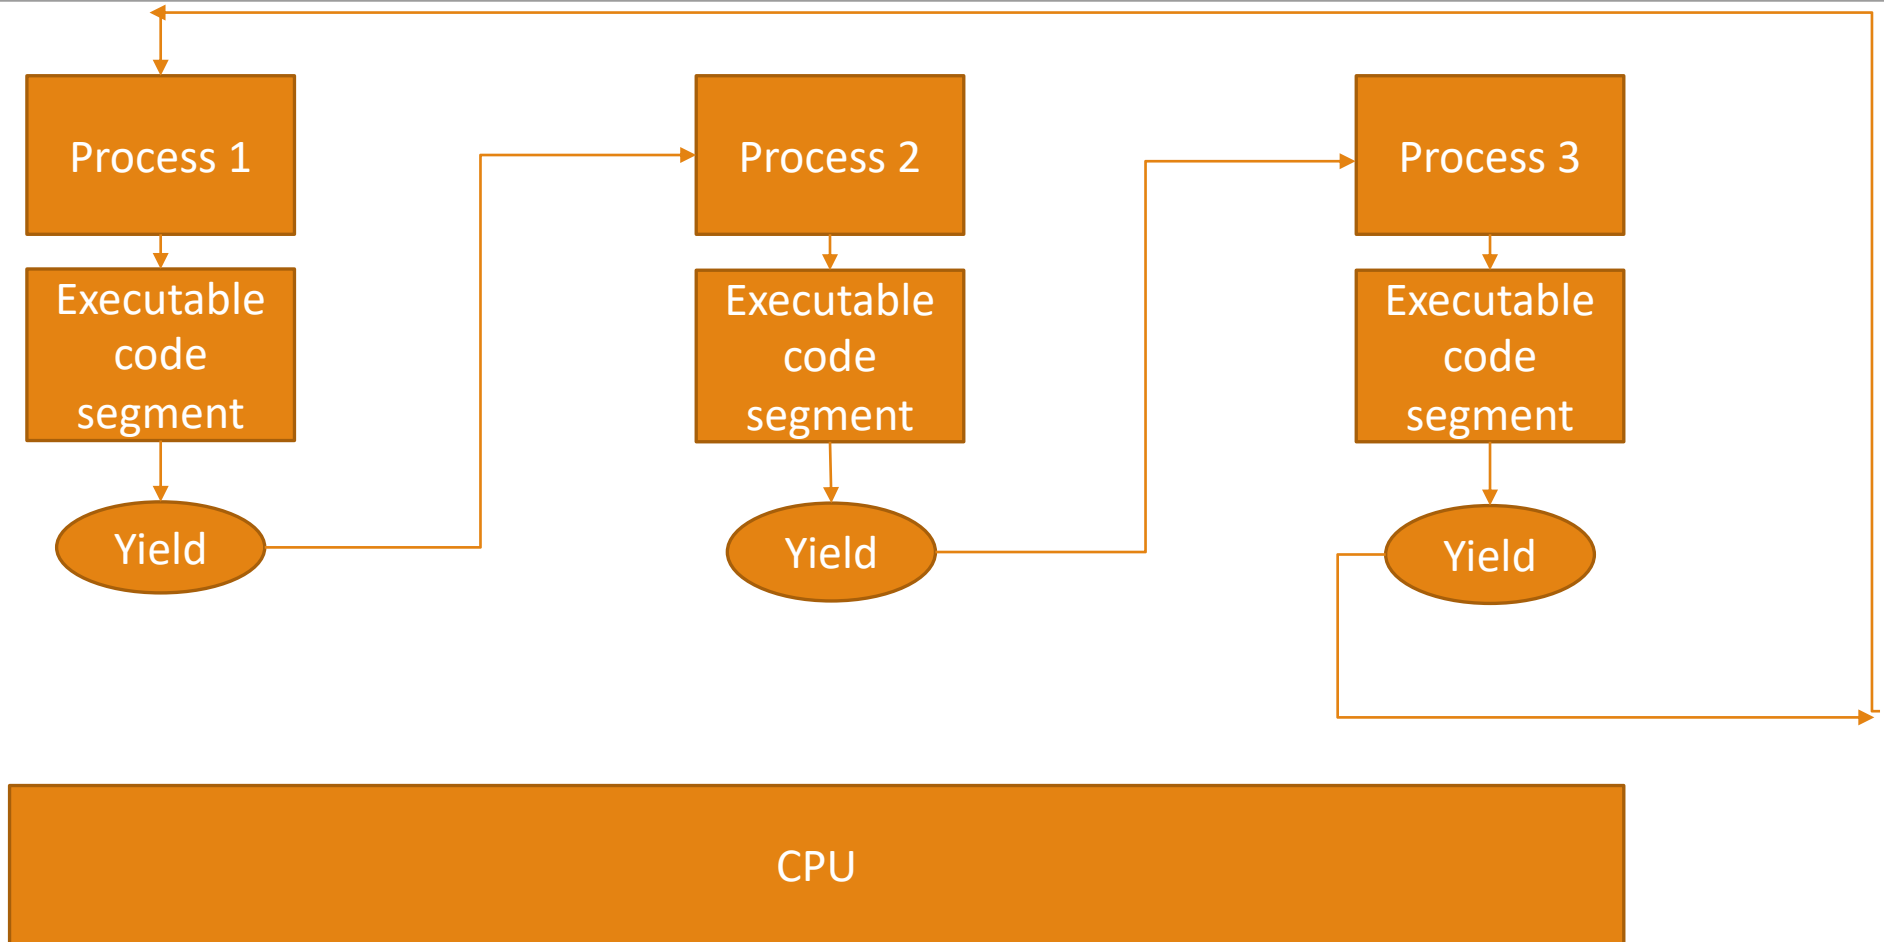 Process 1
Process 2
Process 3
Executable
code
segment
Executable
code
segment
Executable
code
segment
Yield
Yield
Yield
CPU